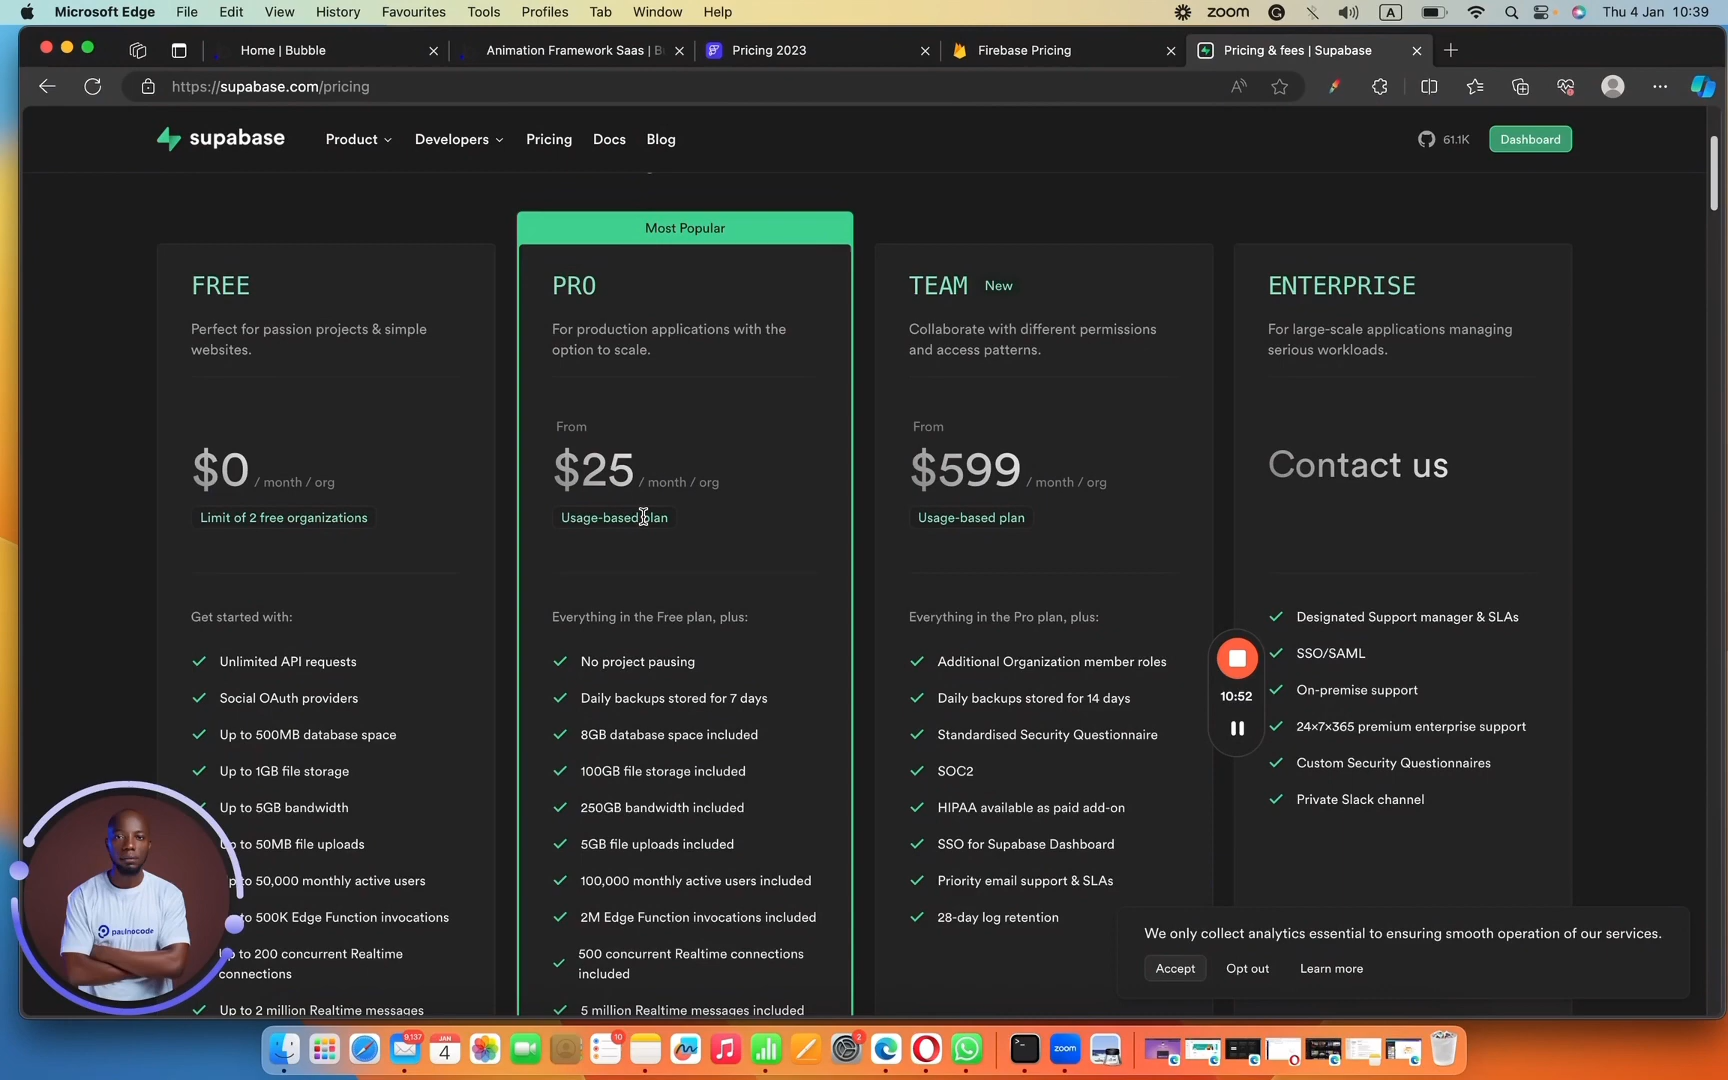 Microsoft Edge File Edit View History Favourites Tools Profiles Tab Window Help
zoom A Thu 4 Jan 10:39
Home | Bubble
Animation Framework Saas | B
Pricing 2023
Firebase Pricing
Pricing & fees | Supabase
https://supabase.com/pricing
supabase
Product
Developers
Pricing
Docs
Blog
61.1K
Dashboard
Most Popular
FREE
Perfect for passion projects & simple
websites.
$0 / month / org
Limit of 2 free organizations
Get started with:
Unlimited API requests
Social OAuth providers
Up to 500MB database space
Up to 1GB file storage
Up to 5GB bandwidth
Up to 50MB file uploads
Up to 50,000 monthly active users
to 500K Edge Function invocations
Up to 200 concurrent Realtime
connections
Up to 2 million Realtime messages
PRO
For production applications with the
option to scale.
From
$25 / month / org
Usage-based plan
Everything in the Free plan, plus:
No project pausing
Daily backups stored for 7 days
8GB database space included
100GB file storage included
250GB bandwidth included
5GB file uploads included
100,000 monthly active users included
2M Edge Function invocations included
500 concurrent Realtime connections
included
5 million Realtime messages included
TEAM New
Collaborate with different permissions
and access patterns.
From
$599 / month / org
Usage-based plan
Everything in the Pro plan, plus:
Additional Organization member roles
Daily backups stored for 14 days
Standardised Security Questionnaire
SOC2
HIPAA available as paid add-on
SSO for Supabase Dashboard
Priority email support & SLAs
28-day log retention
ENTERPRISE
For large-scale applications managing
serious workloads.
Contact us
Designated Support manager & SLAs
SSO/SAML
On-premise support
24×7×365 premium enterprise support
Custom Security Questionnaires
Private Slack channel
10:52
We only collect analytics essential to ensuring smooth operation of our services.
Accept
Opt out
Learn more
paulnocode
9,137
JAN
4
10
2
zoom